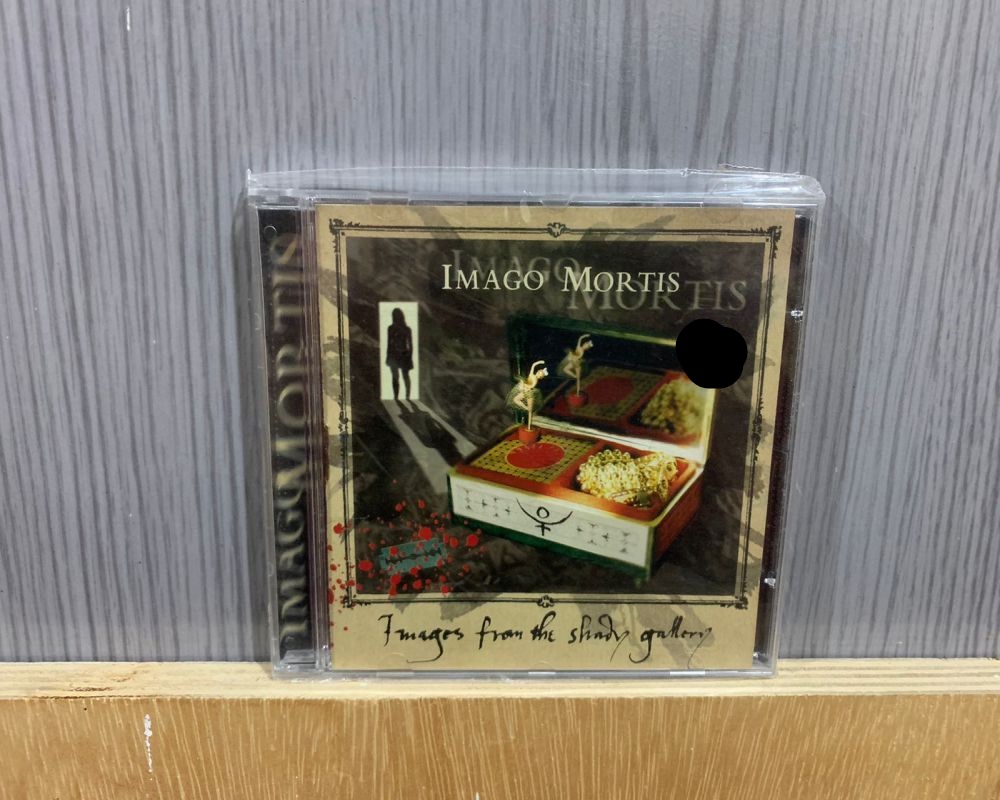 IMAGO MORTIS
IMAGO
MORTIS
IMAGO MORTIS
Images from the shady gallery